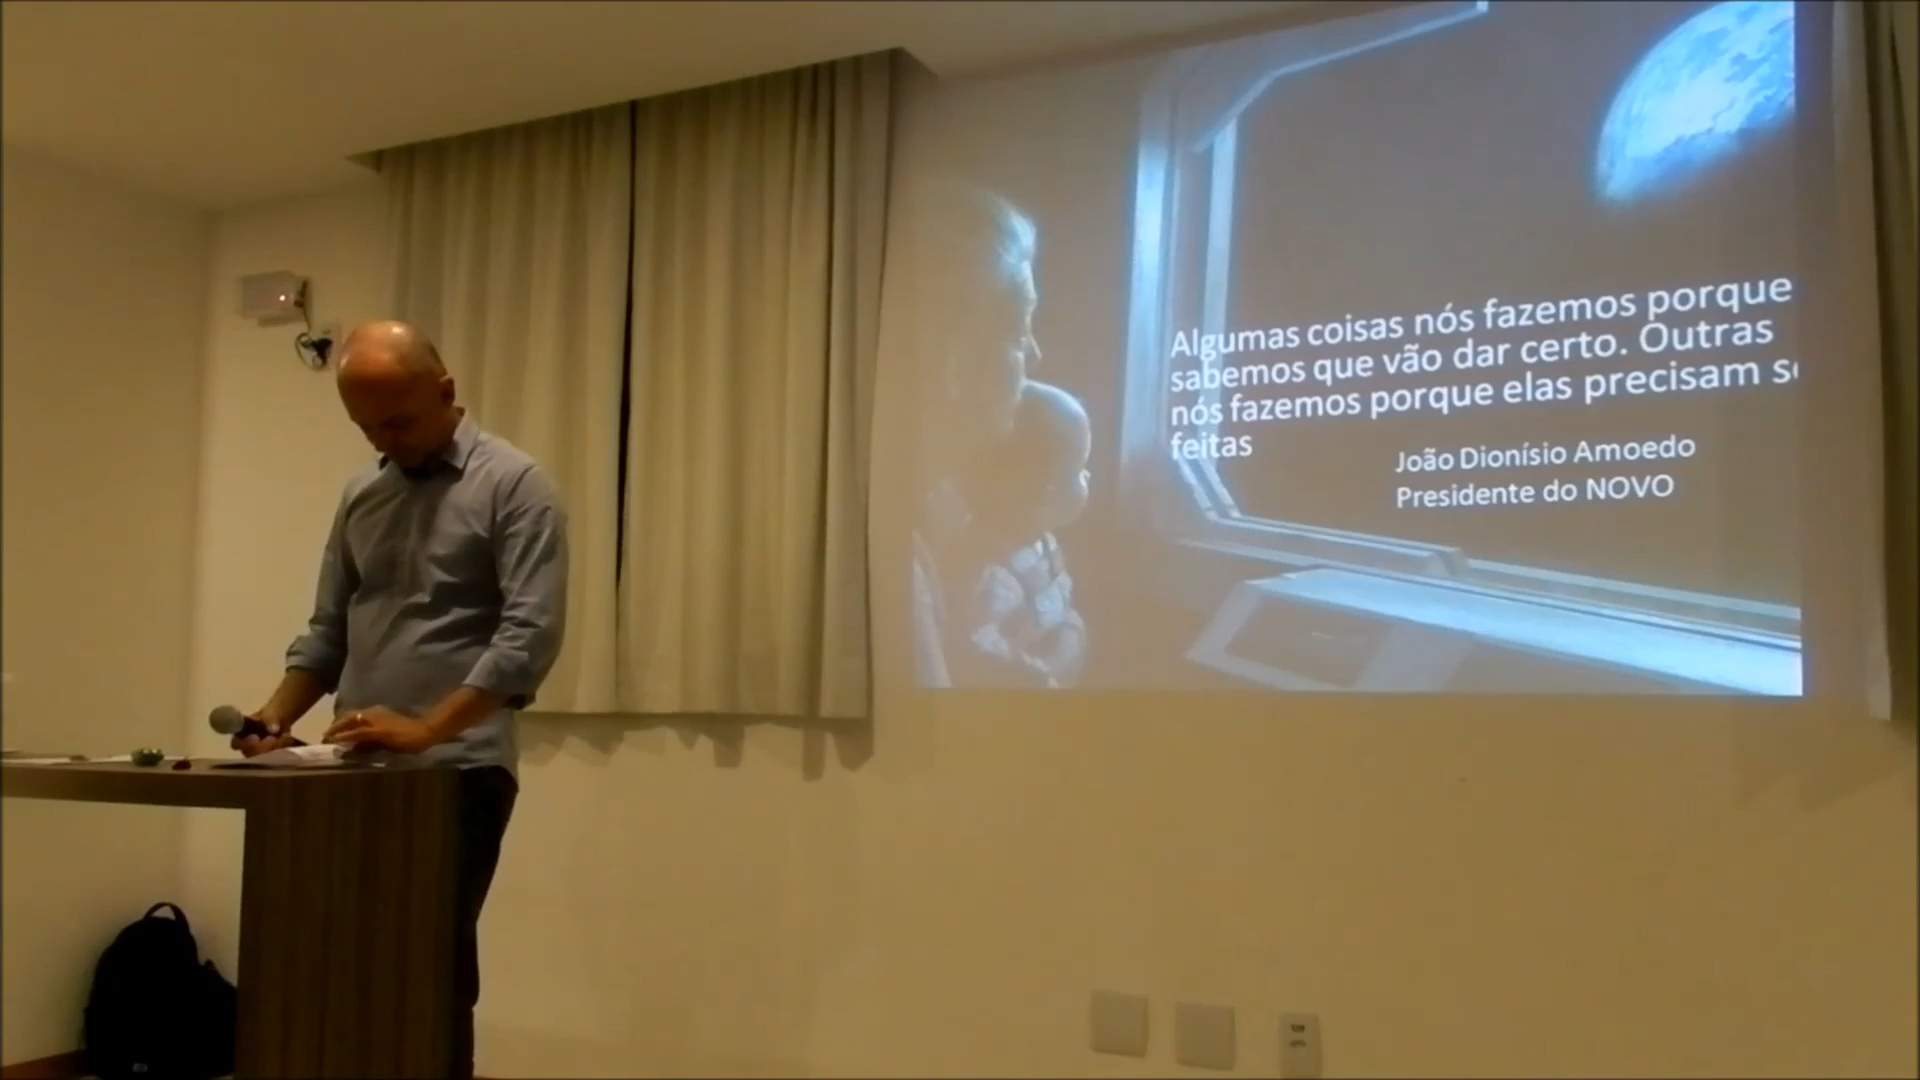 Algumas coisas nós fazemos porque
sabemos que vão dar certo. Outras
nós fazemos porque elas precisam
feitas
João Dionísio Amoedo
Presidente do NOVO